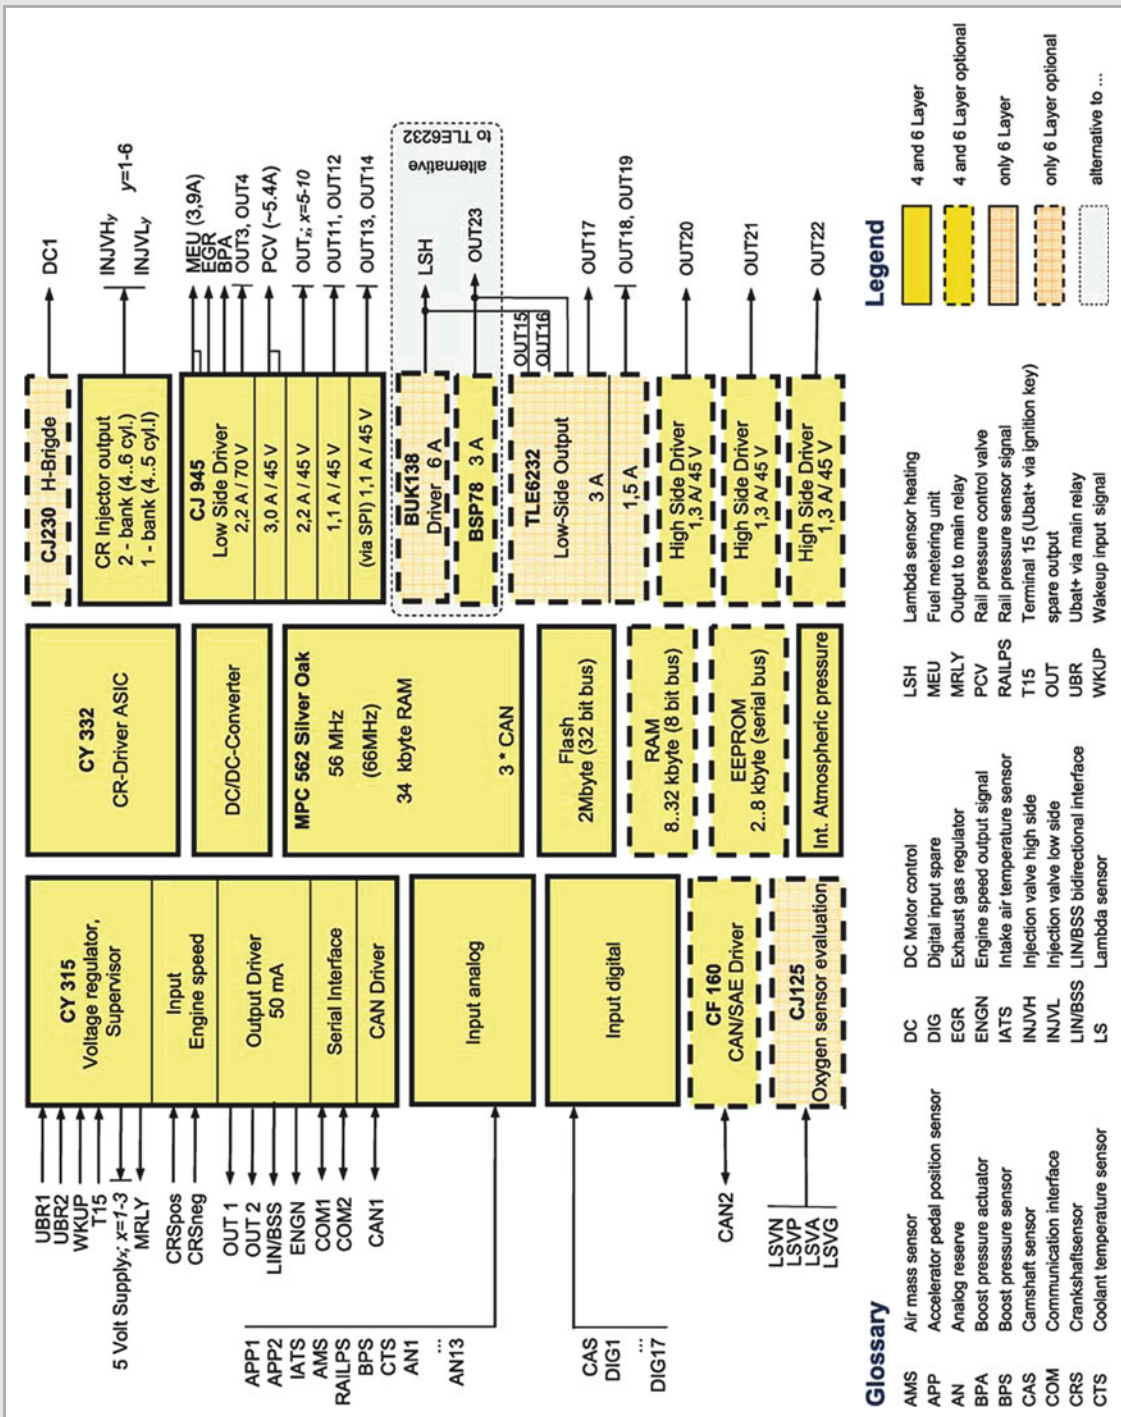 UBR1
UBR2
WKUP
T15
5 Volt Supplyx; x=1-3
MRLY
CRSpos
CRSneg
OUT 1
OUT 2
LIN/BSS
ENGN
COM1
COM2
CAN1
APP1
APP2
IATS
AMS
RAILPS
BPS
CTS
AN1
...
AN13
CAS
DIG1
...
DIG17
CAN2
LSVN
LSVP
LSVA
LSVG
CY 315
Voltage regulator,
Supervisor
Input
Engine speed
Output Driver
50 mA
Serial Interface
CAN Driver
Input analog
Input digital
CF 160
CAN/SAE Driver
CJ125
Oxygen sensor evaluation
CY 332
CR-Driver ASIC
DC/DC-Converter
MPC 562 Silver Oak
56 MHz
(66MHz)
34 kbyte RAM
3 * CAN
Flash
2Mbyte (32 bit bus)
RAM
8..32 kbyte (8 bit bus)
EEPROM
2..8 kbyte (serial bus)
Int. Atmospheric pressure
CJ230 H-Brigde
CR Injector output
2 - bank (4..6 cyl.)
1 - bank (4..5 cyl.l)
CJ 945
Low Side Driver
2,2 A / 70 V
3,0 A / 45 V
2,2 A / 45 V
1,1 A / 45 V
(via SPI) 1,1 A / 45 V
BUK138
Driver 6 A
BSP78 3 A
TLE6232
Low-Side Output
3 A
1,5 A
High Side Driver
1,3 A/ 45 V
High Side Driver
1,3 A/ 45 V
High Side Driver
1,3 A/ 45 V
DC1
INJVHy
INJVLy
y=1-6
MEU (3,9A)
EGR
BPA
OUT3, OUT4
PCV (~5.4A)
OUTx; x=5-10
OUT11, OUT12
OUT13, OUT14
alternative
to TLE6232
LSH
OUT23
OUT15
OUT16
OUT17
OUT18, OUT19
OUT20
OUT21
OUT22
Glossary
AMS Air mass sensor
APP Accelerator pedal position sensor
AN Analog reserve
BPA Boost pressure actuator
BPS Boost pressure sensor
CAS Camshaft sensor
COM Communication interface
CRS Crankshaftsensor
CTS Coolant temperature sensor
DC DC Motor control
DIG Digital input spare
EGR Exhaust gas regulator
ENGN Engine speed output signal
IATS Intake air temperature sensor
INJVH Injection valve high side
INJVL Injection valve low side
LIN/BSS LIN/BSS bidirectional interface
LS Lambda sensor
LSH Lambda sensor heating
MEU Fuel metering unit
MRLY Output to main relay
PCV Rail pressure control valve
RAILPS Rail pressure sensor signal
T15 Terminal 15 (Ubat+ via ignition key)
OUT spare output
UBR Ubat+ via main relay
WKUP Wakeup input signal
Legend
4 and 6 Layer
4 and 6 Layer optional
only 6 Layer
only 6 Layer optional
alternative to ...